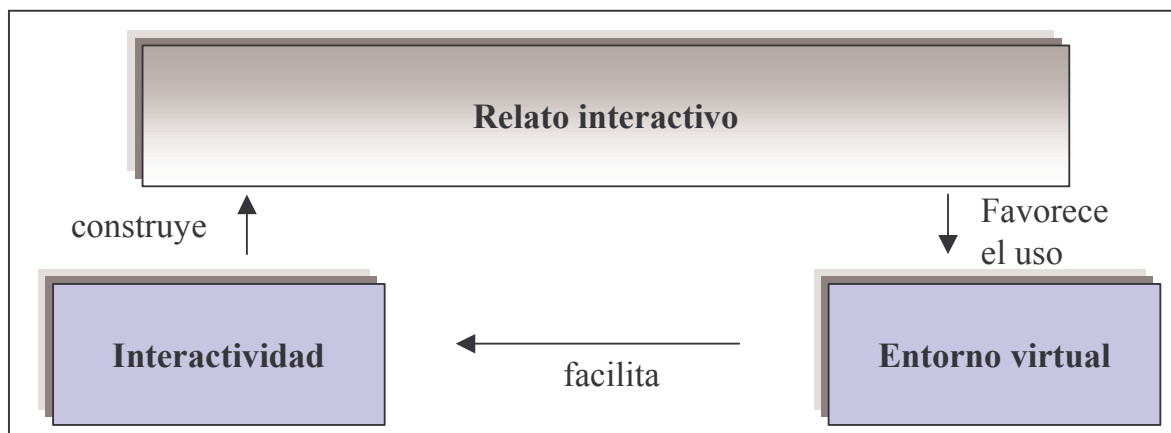 Relato interactivo
construye
Favorece
el uso
Interactividad
facilita
Entorno virtual